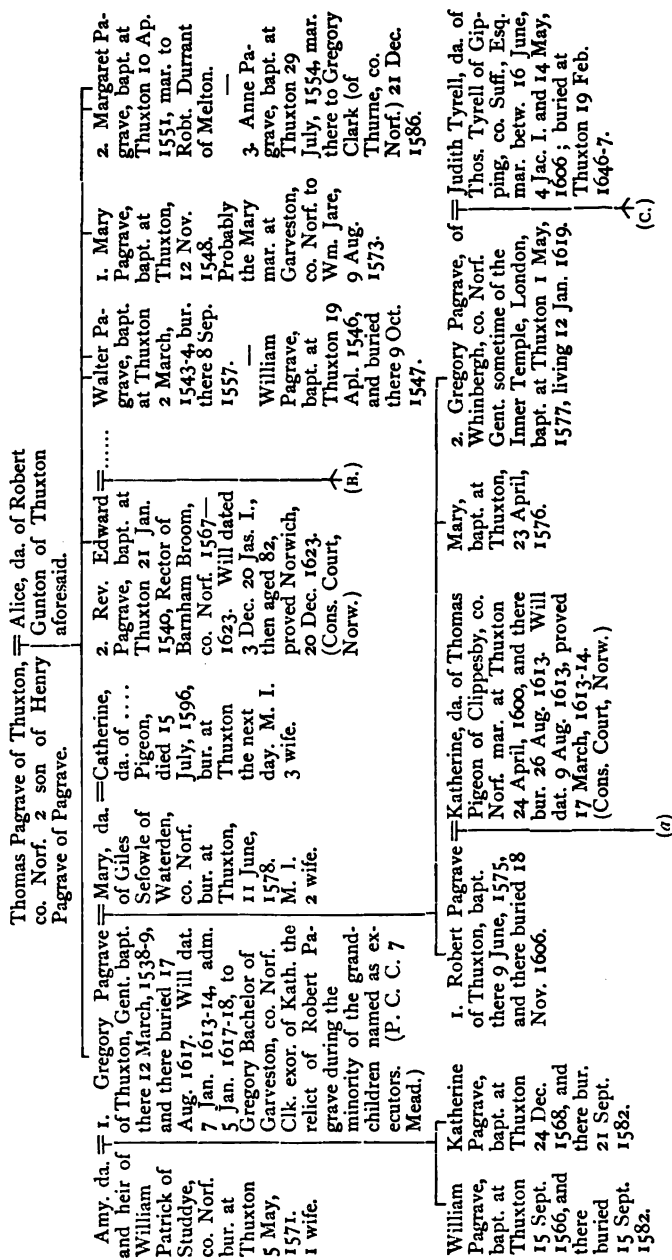 Thomas Pagrave of Thuxton, ═ Alice, da. of Robert
co. Norf. 2 son of Henry
Gunton of Thuxton
Pagrave of Pagrave.
aforesaid.
Amy. da.
and heir of
William
Patrick of
Studdye,
co. Norf.
bur. at
Thuxton
5 May,
1571.
1 wife.
═ 1. Gregory Pagrave
of Thuxton, Gent. bapt.
there 12 March, 1538-9,
and there buried 17
Aug. 1617. Will dat.
7 Jan. 1613-14, adm.
5 Jan. 1617-18, to
Gregory Bachelor of
Garveston, co. Norf.
Clk. exor. of Kath. the
relict of Robert Pa-
grave during the
minority of the grand-
children named as ex-
ecutors. (P. C. C. 7
Mead.)
═ Mary, da.
of Giles
Sefowle of
Waterden,
co. Norf.
bur. at
Thuxton,
11 June,
1578.
M. I.
2 wife.
═ Catherine,
da. of ....
Pigeon,
died 15
July, 1596,
bur. at
Thuxton
the next
day. M. I.
3 wife.
2. Rev. Edward ═ ......
Pagrave, bapt. at
Thuxton 21 Jan.
1540, Rector of
Barnham Broom,
co. Norf. 1567—
1623. Will dated
3 Dec. 20 Jas. I.,
then aged 82,
proved Norwich,
20 Dec. 1623.
(Cons. Court,
Norw.)
(B.)
Walter Pa-
grave, bapt.
at Thuxton
2 March,
1543-4, bur.
there 8 Sep.
1557.
—
William
Pagrave,
bapt. at
Thuxton 19
Apl. 1546,
and buried
there 9 Oct.
1547.
1. Mary
Pagrave,
bapt. at
Thuxton,
12 Nov.
1548.
Probably
the Mary
mar. at
Garveston,
co. Norf. to
Wm. Jare,
9 Aug.
1573.
2. Margaret Pa-
grave, bapt. at
Thuxton 10 Ap.
1551, mar. to
Robt. Durrant
of Melton.
—
3. Anne Pa-
grave, bapt. at
Thuxton 29
July, 1554, mar.
there to Gregory
Clark (of
Thurne, co.
Norf.) 21 Dec.
1586.
William
Pagrave,
bapt. at
Thuxton
15 Sept.
1566, and
there
buried
15 Sept.
1582.
Katherine
Pagrave,
bapt. at
Thuxton
24 Dec.
1568, and
there bur.
21 Sept.
1582.
1. Robert Pagrave
of Thuxton, bapt.
there 9 June, 1575,
and there buried 18
Nov. 1606.
═ Katherine, da. of Thomas
Pigeon of Clippesby, co.
Norf. mar. at Thuxton
24 April, 1600, and there
bur. 26 Aug. 1613. Will
dat. 9 Aug. 1613, proved
17 March, 1613-14.
(Cons. Court, Norw.)
(a)
Mary,
bapt. at
Thuxton,
23 April,
1576.
2. Gregory Pagrave, of
Whinbergh, co. Norf.
Gent. sometime of the
Inner Temple, London,
bapt. at Thuxton 1 May,
1577, living 12 Jan. 1619.
═ Judith Tyrell, da. of
Thos. Tyrell of Gip-
ping, co. Suff., Esq.
mar. betw. 16 June,
4 Jac. I. and 14 May,
1606; buried at
Thuxton 19 Feb.
1646-7.
(C.)